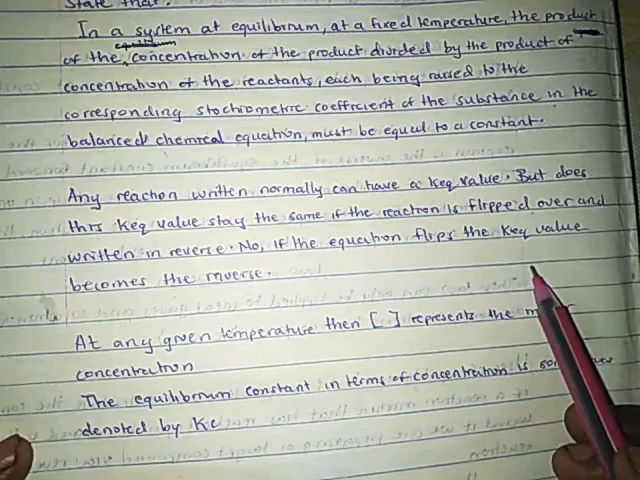 State that:
In a system at equilibrium, at a fixed temperature, the product
of the equilibrium concentration of the product divided by the product of
concentration of the reactants, each being raised to the
corresponding stochrometric coefficient of the substance in the
balanced chemical equation, must be equal to a constant.
Any reaction written normally can have a Keq value. But does
this Keq value stay the same if the reaction is flipped over and
written in reverse. No, if the equation flips the Keq value
becomes the inverse.
At any given temperature then [ ] represents the
concentration
The equilibrium constant in terms of concentration is
denoted by Kc